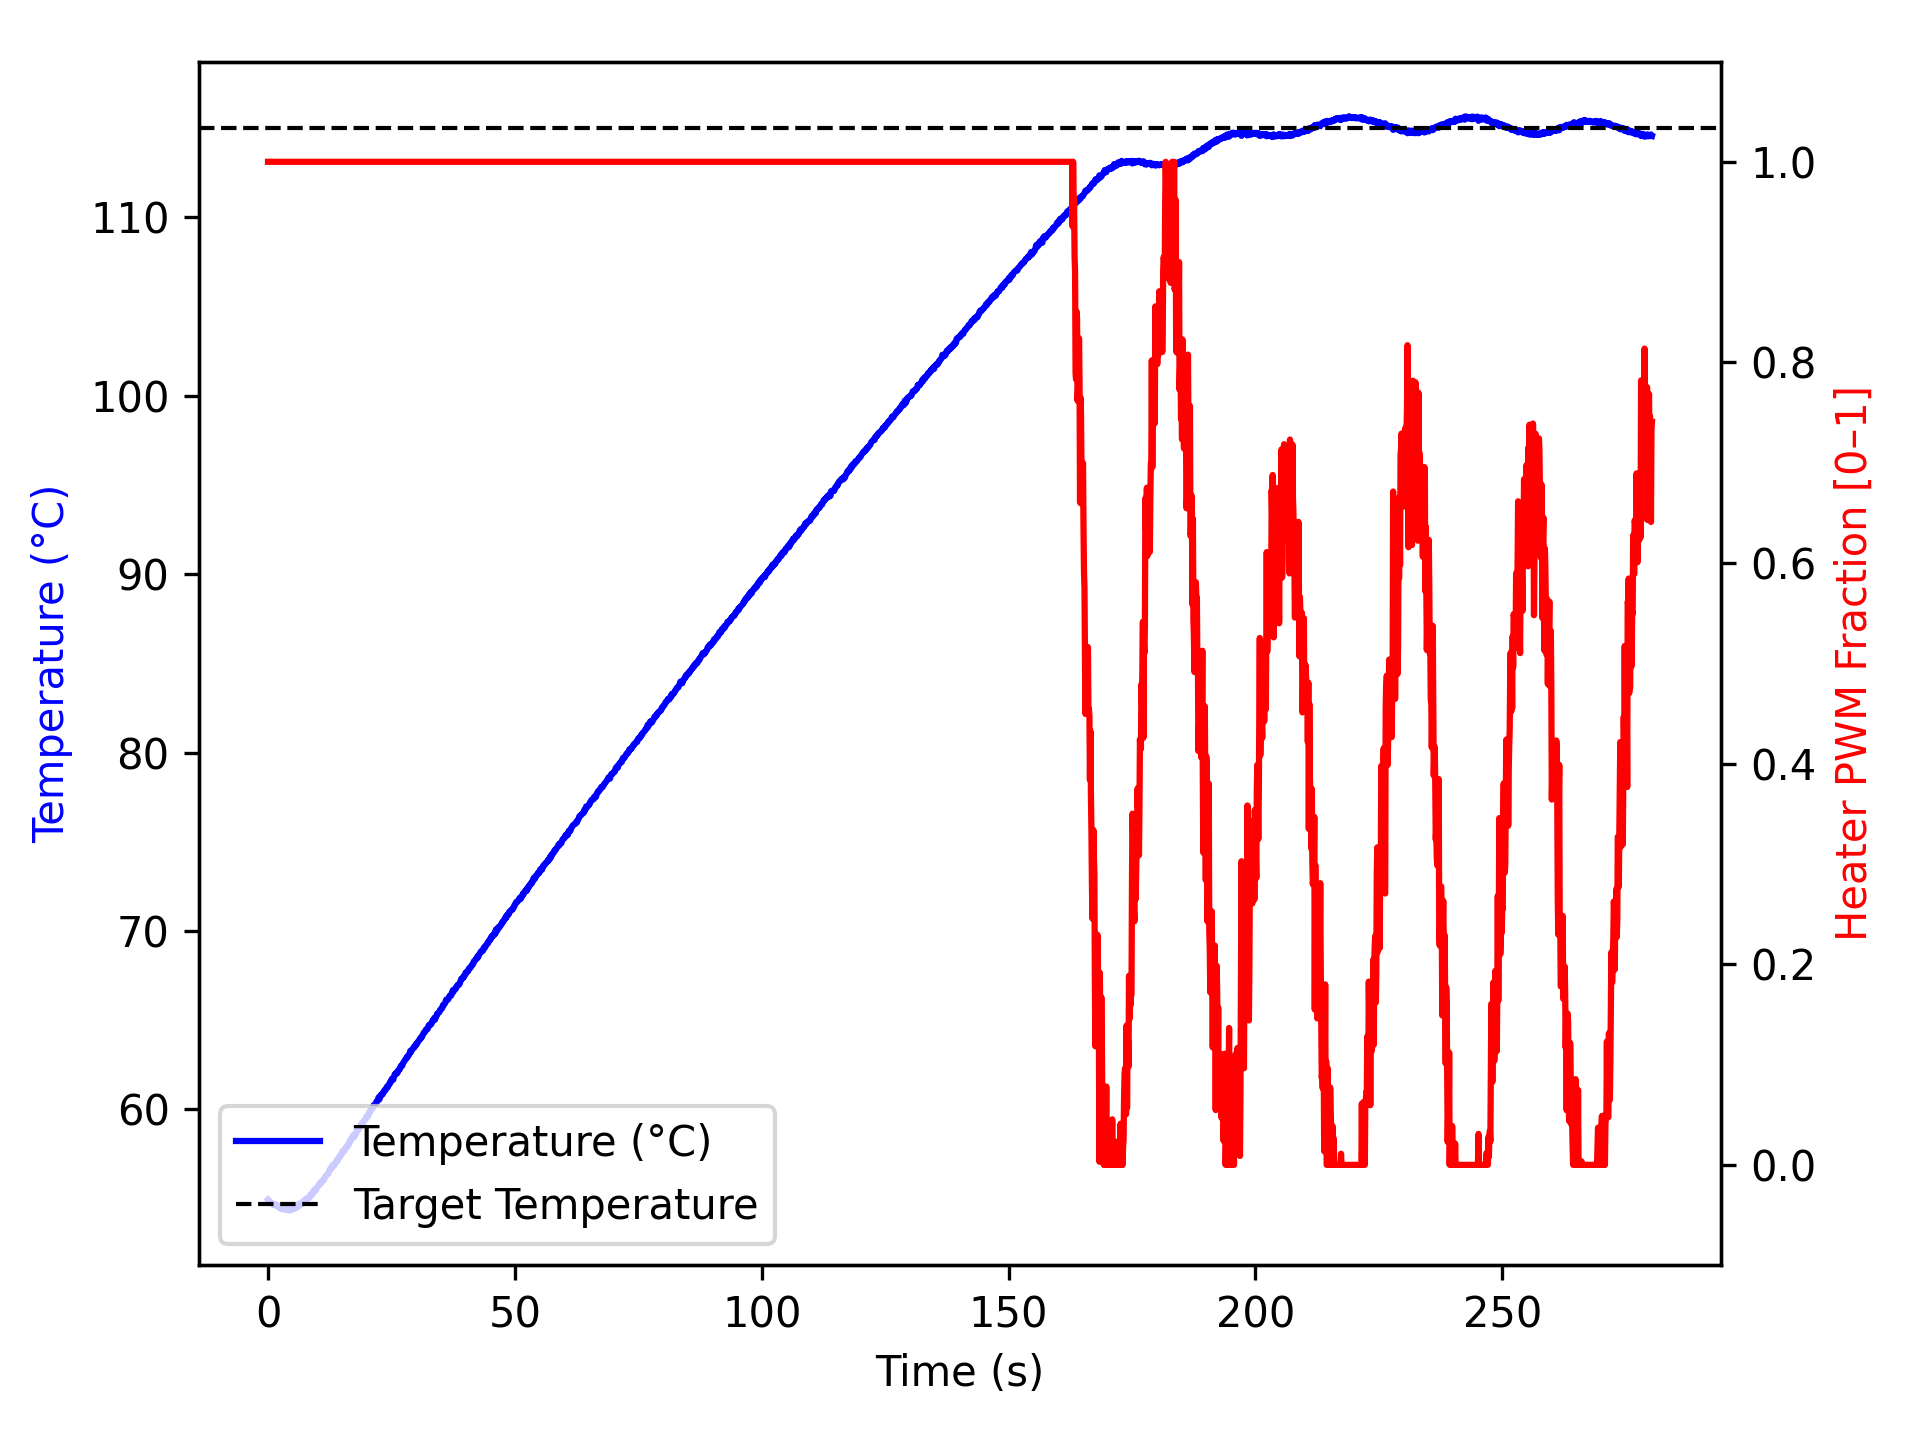 110
100
90
80
70
60
Temperature (°C)
1.0
0.8
0.6
0.4
0.2
0.0
Heater PWM Fraction [0–1]
Temperature (°C)
Target Temperature
0 50 100 150 200 250
Time (s)